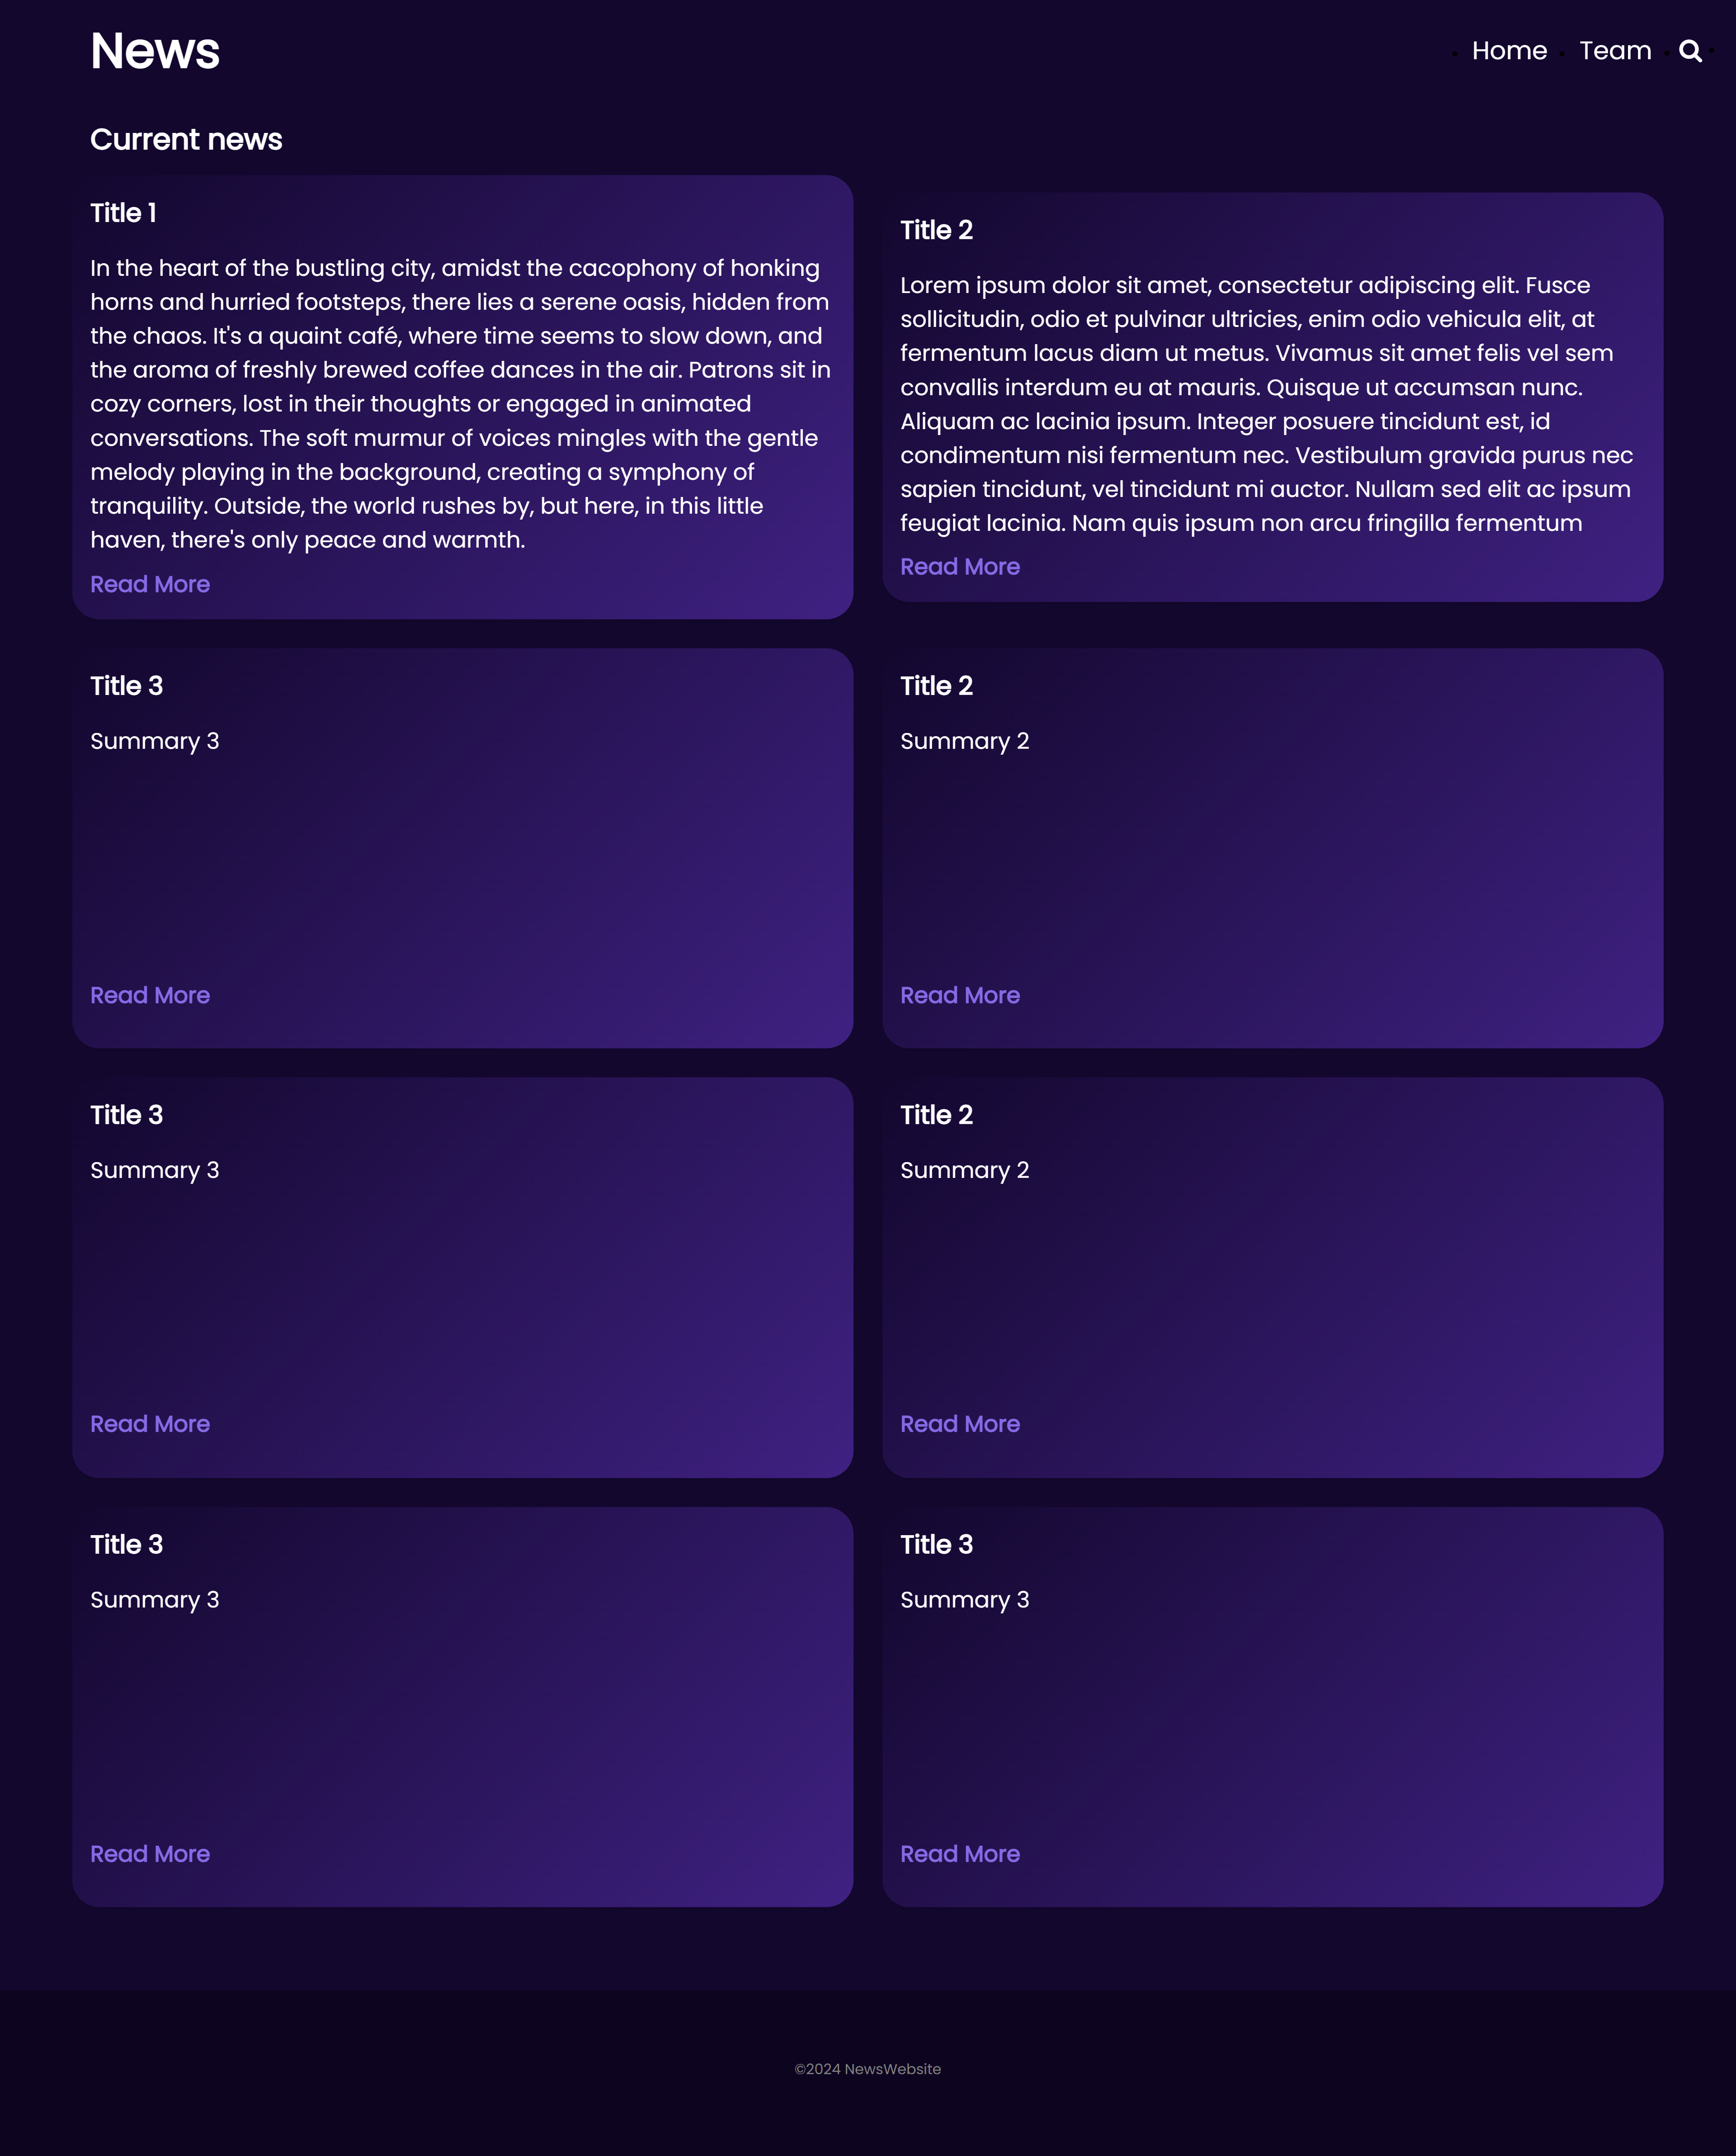 News
Home
Team
Current news
Title 1
In the heart of the bustling city, amidst the cacophony of honking
horns and hurried footsteps, there lies a serene oasis, hidden from
the chaos. It's a quaint café, where time seems to slow down, and
the aroma of freshly brewed coffee dances in the air. Patrons sit in
cozy corners, lost in their thoughts or engaged in animated
conversations. The soft murmur of voices mingles with the gentle
melody playing in the background, creating a symphony of
tranquility. Outside, the world rushes by, but here, in this little
haven, there's only peace and warmth.
Read More
Title 2
Lorem ipsum dolor sit amet, consectetur adipiscing elit. Fusce
sollicitudin, odio et pulvinar ultricies, enim odio vehicula elit, at
fermentum lacus diam ut metus. Vivamus sit amet felis vel sem
convallis interdum eu at mauris. Quisque ut accumsan nunc.
Aliquam ac lacinia ipsum. Integer posuere tincidunt est, id
condimentum nisi fermentum nec. Vestibulum gravida purus nec
sapien tincidunt, vel tincidunt mi auctor. Nullam sed elit ac ipsum
feugiat lacinia. Nam quis ipsum non arcu fringilla fermentum
Read More
Title 3
Summary 3
Read More
Title 2
Summary 2
Read More
Title 3
Summary 3
Read More
Title 2
Summary 2
Read More
Title 3
Summary 3
Read More
Title 3
Summary 3
Read More
©2024 NewsWebsite